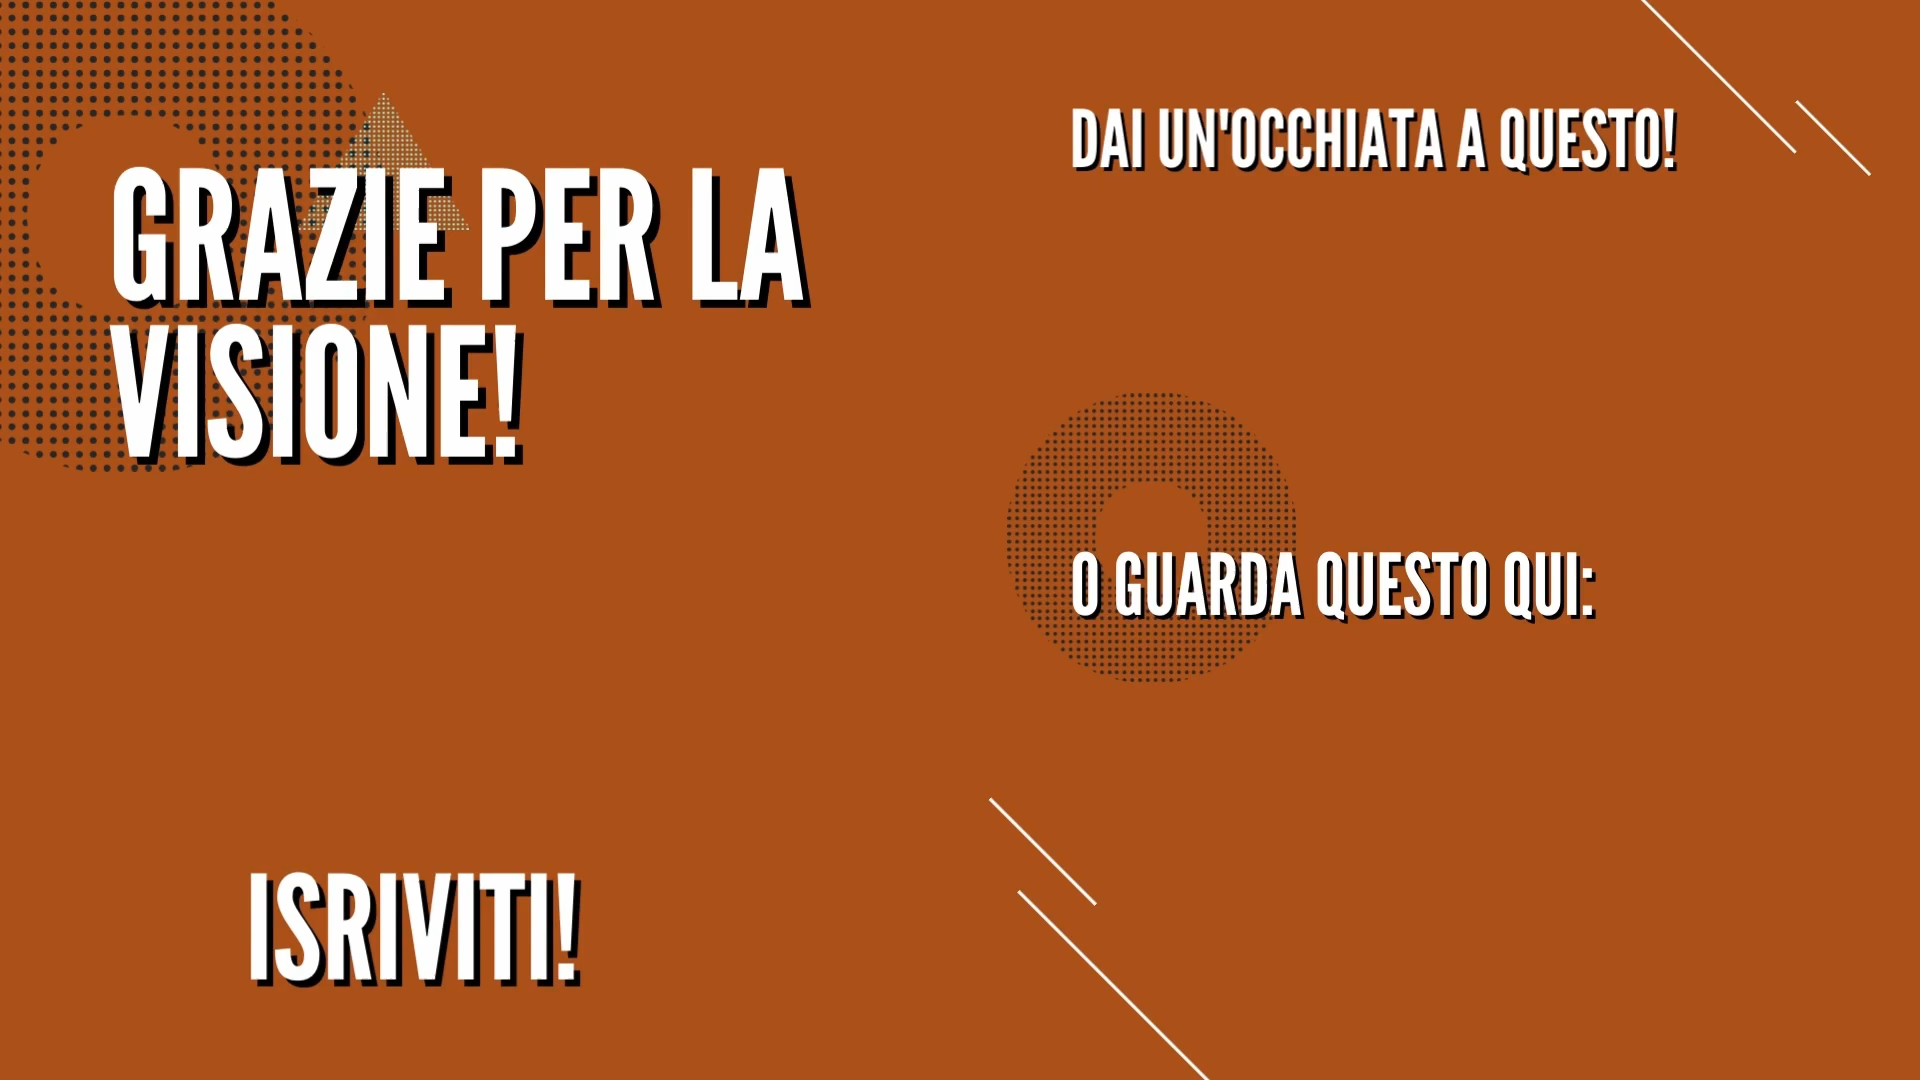 GRAZIE PER LA
VISIONE!
DAI UN'OCCHIATA A QUESTO!
O GUARDA QUESTO QUI:
ISRIVITI!